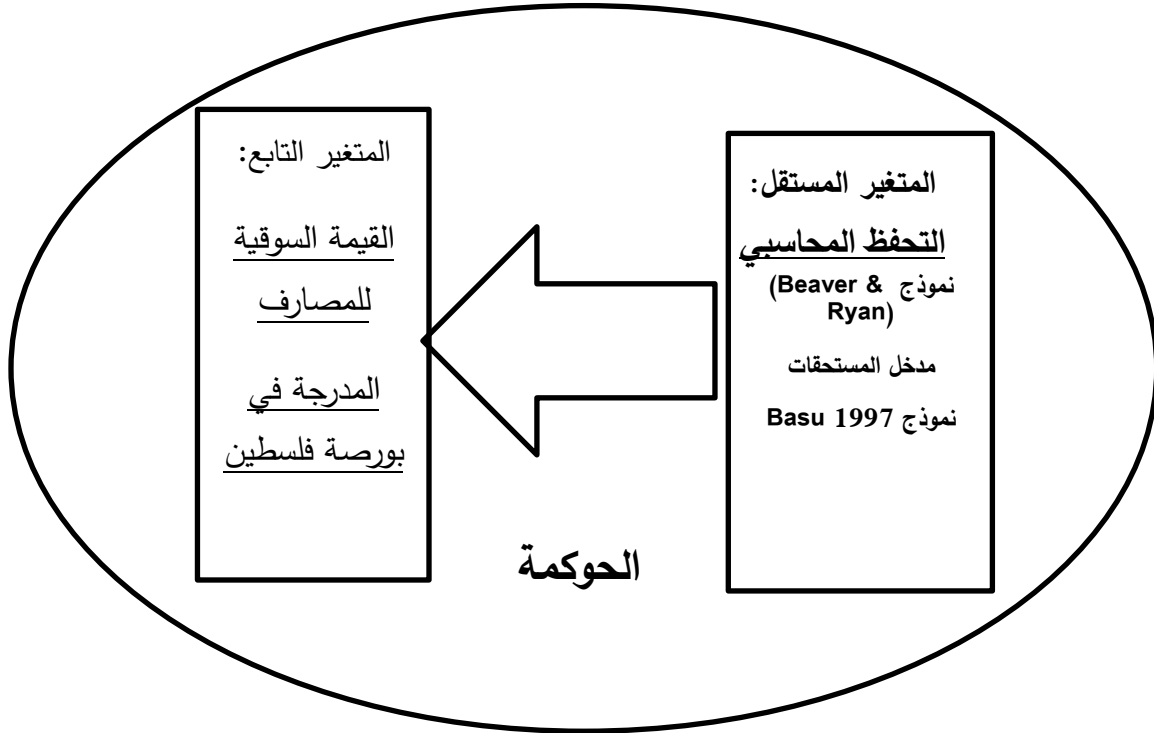 المتغير المستقل:
التحفظ المحاسبي
نموذج Beaver &)
(Ryan
مدخل المستحقات
نموذج Basu 1997
المتغير التابع:
القيمة السوقية
للمصارف
المدرجة في
بورصة فلسطين
الحوكمة